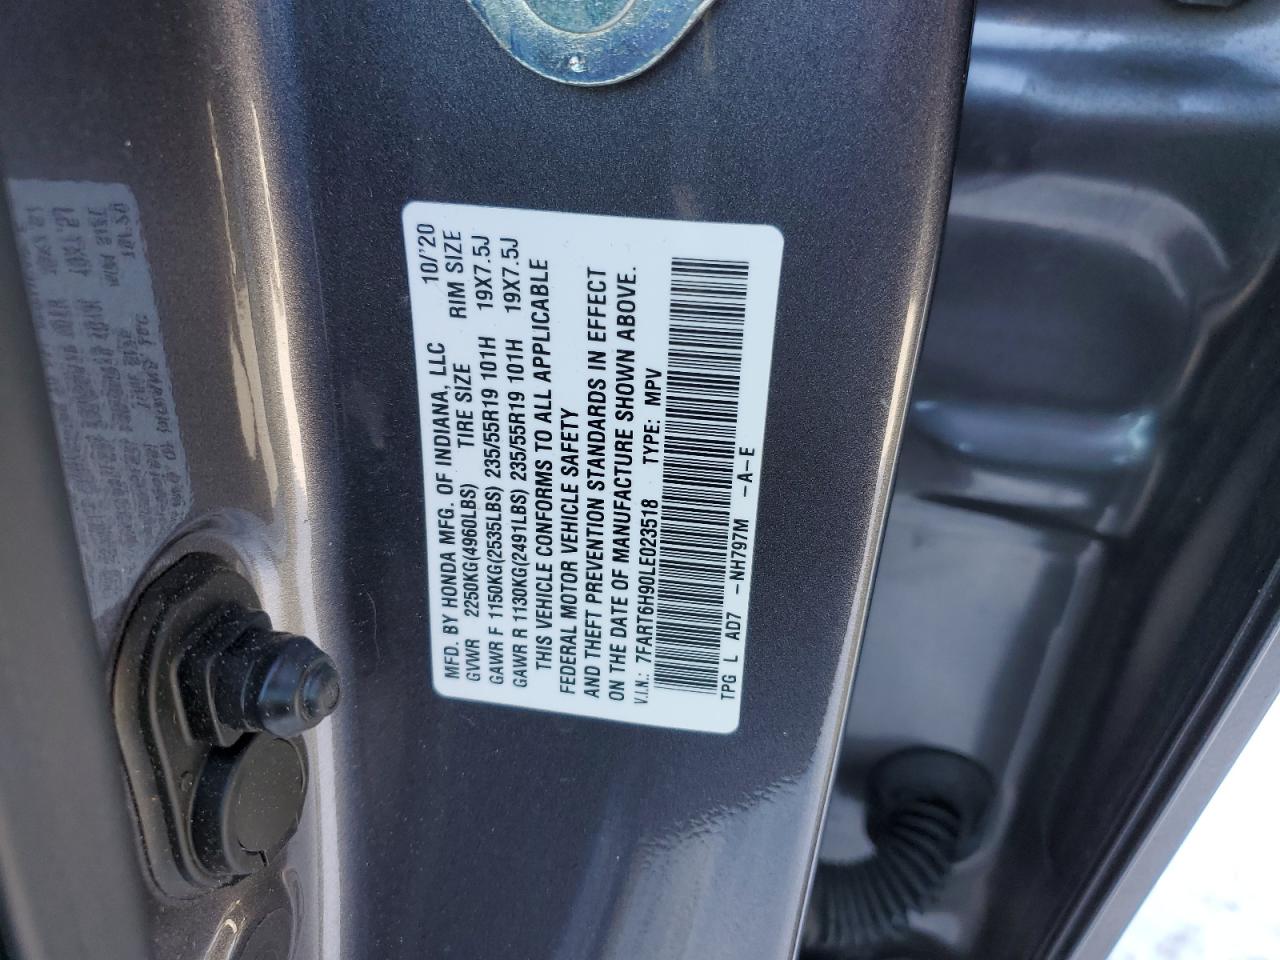 MFD. BY HONDA MFG. OF INDIANA, LLC 10/'20
GVWR 2250KG(4960LBS) TIRE SIZE RIM SIZE
GAWR F 1150KG(2535LBS) 235/55R19 101H 19X7.5J
GAWR R 1130KG(2491LBS) 235/55R19 101H 19X7.5J
THIS VEHICLE CONFORMS TO ALL APPLICABLE
FEDERAL MOTOR VEHICLE SAFETY
AND THEFT PREVENTION STANDARDS IN EFFECT
ON THE DATE OF MANUFACTURE SHOWN ABOVE.
V.I.N.: 7FART6H90LE023518 TYPE: MPV
TPG L AD7 -NH797M -A-E